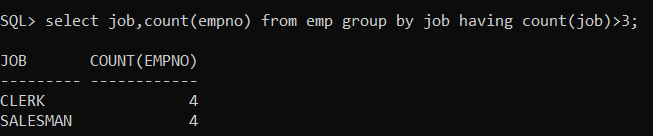 SQL> select job,count(empno) from emp group by job having count(job)>3;
JOB       COUNT(EMPNO)
--------- ------------
CLERK                4
SALESMAN             4